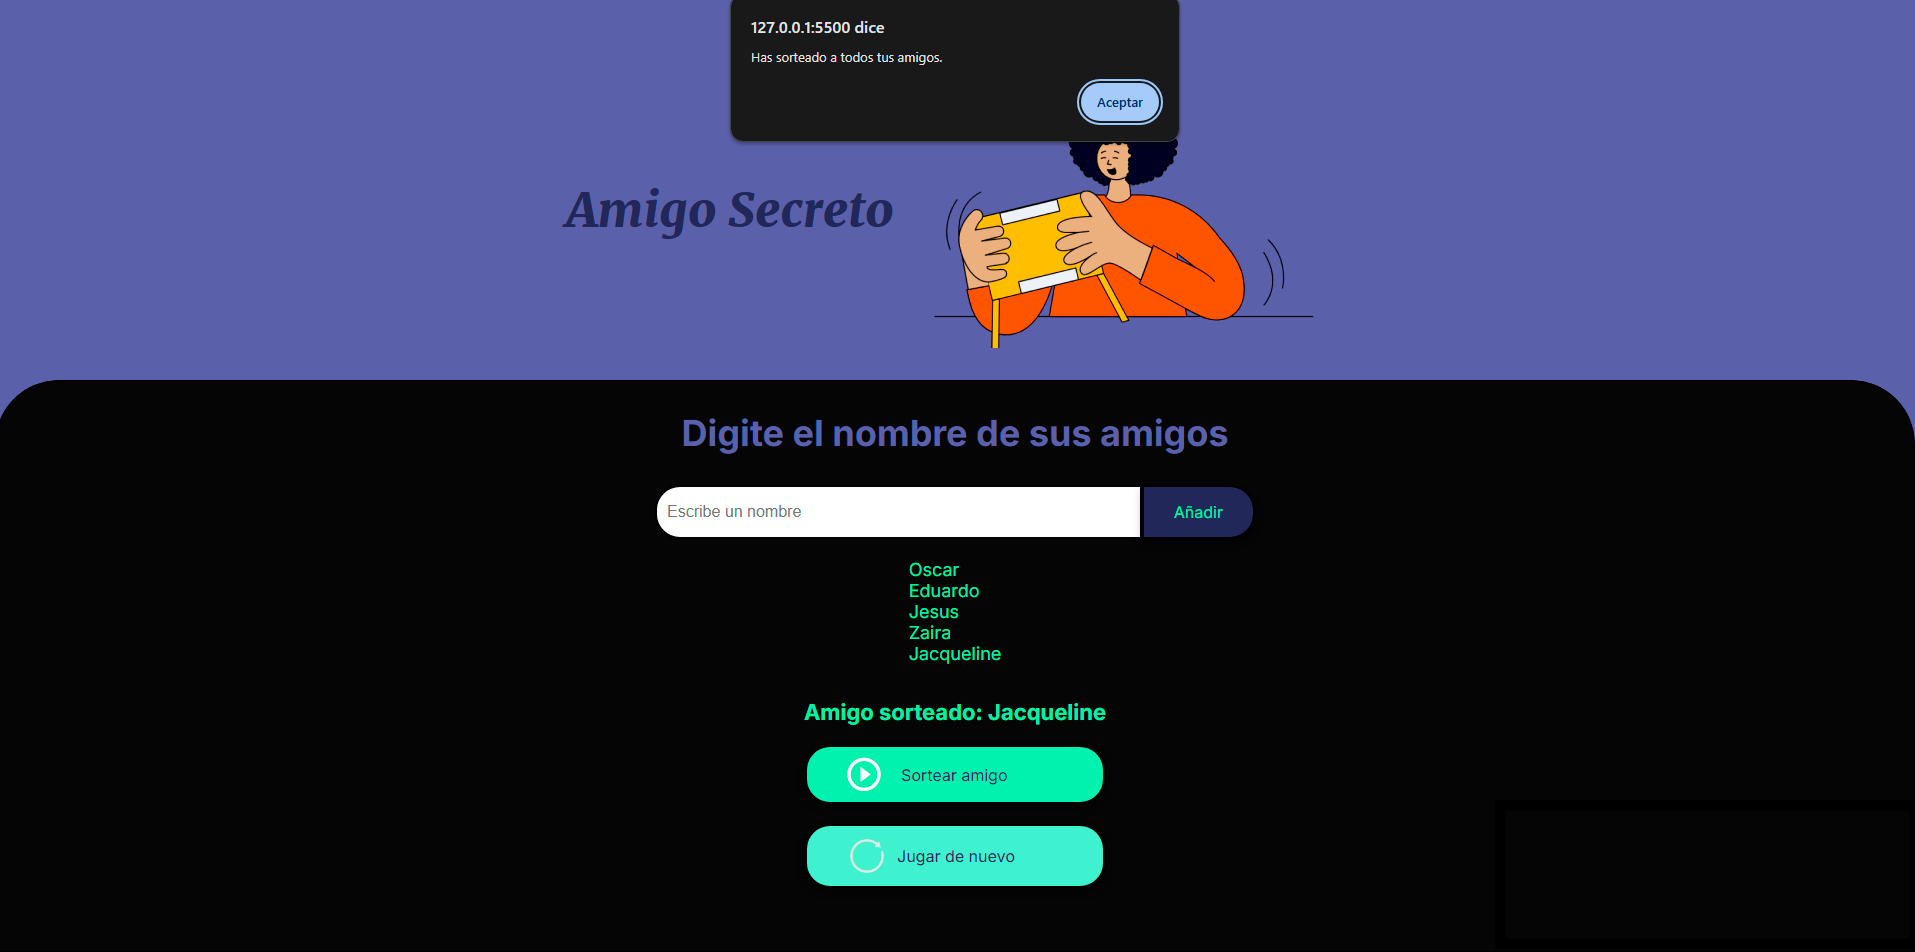 127.0.0.1:5500 dice
Has sorteado a todos tus amigos.
Aceptar
Amigo Secreto
Digite el nombre de sus amigos
Escribe un nombre
Añadir
Oscar
Eduardo
Jesus
Zaira
Jacqueline
Amigo sorteado: Jacqueline
Sortear amigo
Jugar de nuevo